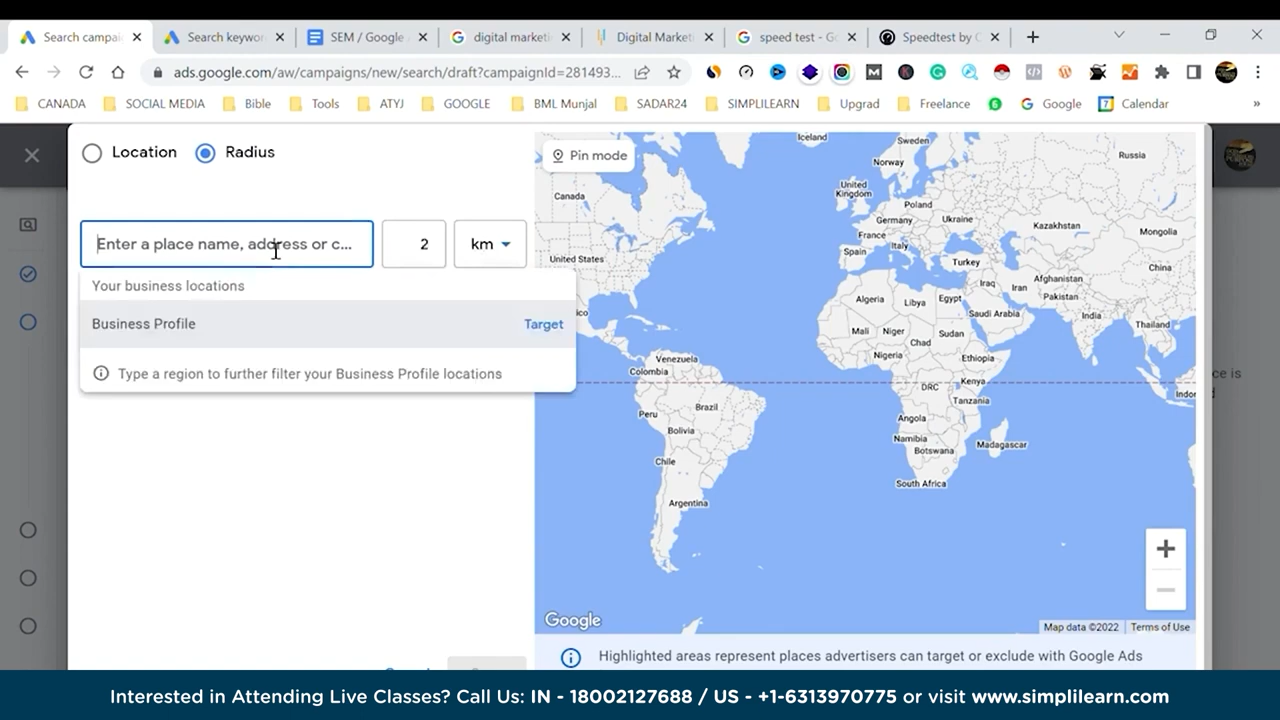 Search campai
Search keywor
SEM / Google
digital marketi
Digital Market
speed test - Go
Speedtest by O
ads.google.com/aw/campaigns/new/search/draft?campaignId=281493...
CANADA
SOCIAL MEDIA
Bible
Tools
ATYJ
GOOGLE
BML Munjal
SADAR24
SIMPLILEARN
Upgrad
Freelance
Google
Calendar
Location
Radius
Enter a place name, address or c...
2
km
Your business locations
Business Profile
Target
Type a region to further filter your Business Profile locations
Pin mode
Iceland
Sweden
Norway
Russia
Canada
United
Kingdom
Poland
Germany
Ukraine
Kazakhstan
Mongolia
France
Italy
Spain
Turkey
China
United States
Afghanistan
Iraq
Iran
Pakistan
Algeria
Libya
Egypt
Saudi Arabia
India
Thailand
ico
Mali
Niger
Sudan
Chad
Nigeria
Ethiopia
Venezuela
Colombia
Kenya
DRC
Tanzania
Indor
Peru
Brazil
Bolivia
Angola
Namibia
Madagascar
Botswana
Chile
South Africa
Argentina
ce is
Google
Map data ©2022
Terms of Use
Highlighted areas represent places advertisers can target or exclude with Google Ads
Interested in Attending Live Classes? Call Us: IN - 18002127688 / US - +1-6313970775 or visit www.simplilearn.com